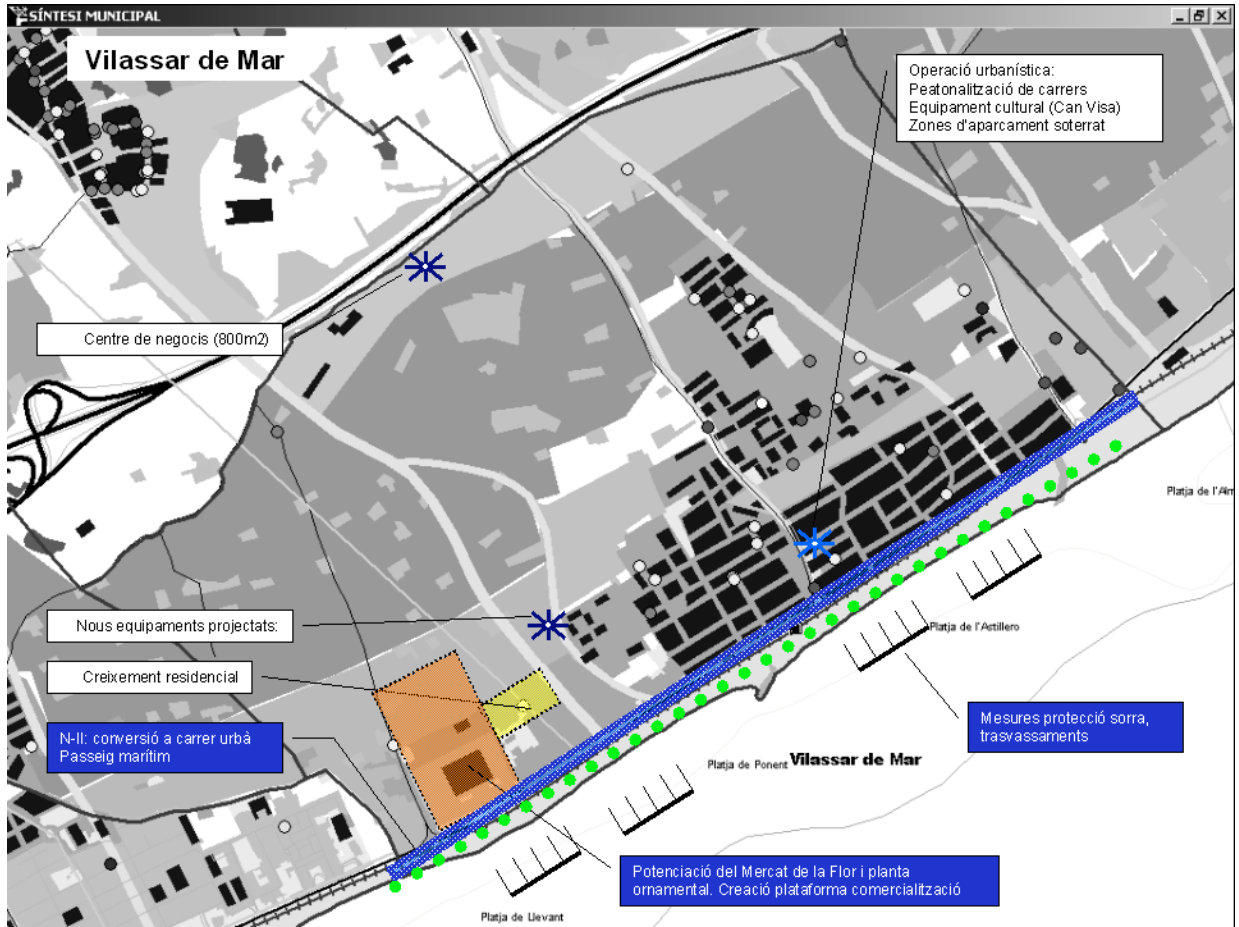 SÍNTESI MUNICIPAL
Vilassar de Mar
Operació urbanística:
Peatonalització de carrers
Equipament cultural (Can Visa)
Zones d'aparcament soterrat
Centre de negocis (800m2)
Platja de l'Alm
Nous equipaments projectats:
Platja de l'Astillero
Creixement residencial
N-II: conversió a carrer urbà
Passeig marítim
Mesures protecció sorra,
trasvassaments
Platja de Ponent
Vilassar de Mar
Potenciació del Mercat de la Flor i planta
ornamental. Creació plataforma comercialització
Platja de Llevant